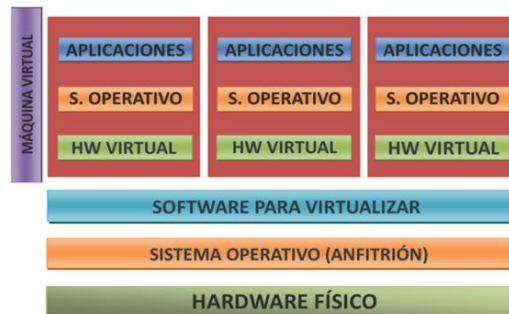 MÁQUINA VIRTUAL
APLICACIONES
APLICACIONES
APLICACIONES
S. OPERATIVO
S. OPERATIVO
S. OPERATIVO
HW VIRTUAL
HW VIRTUAL
HW VIRTUAL
SOFTWARE PARA VIRTUALIZAR
SISTEMA OPERATIVO (ANFITRIÓN)
HARDWARE FÍSICO